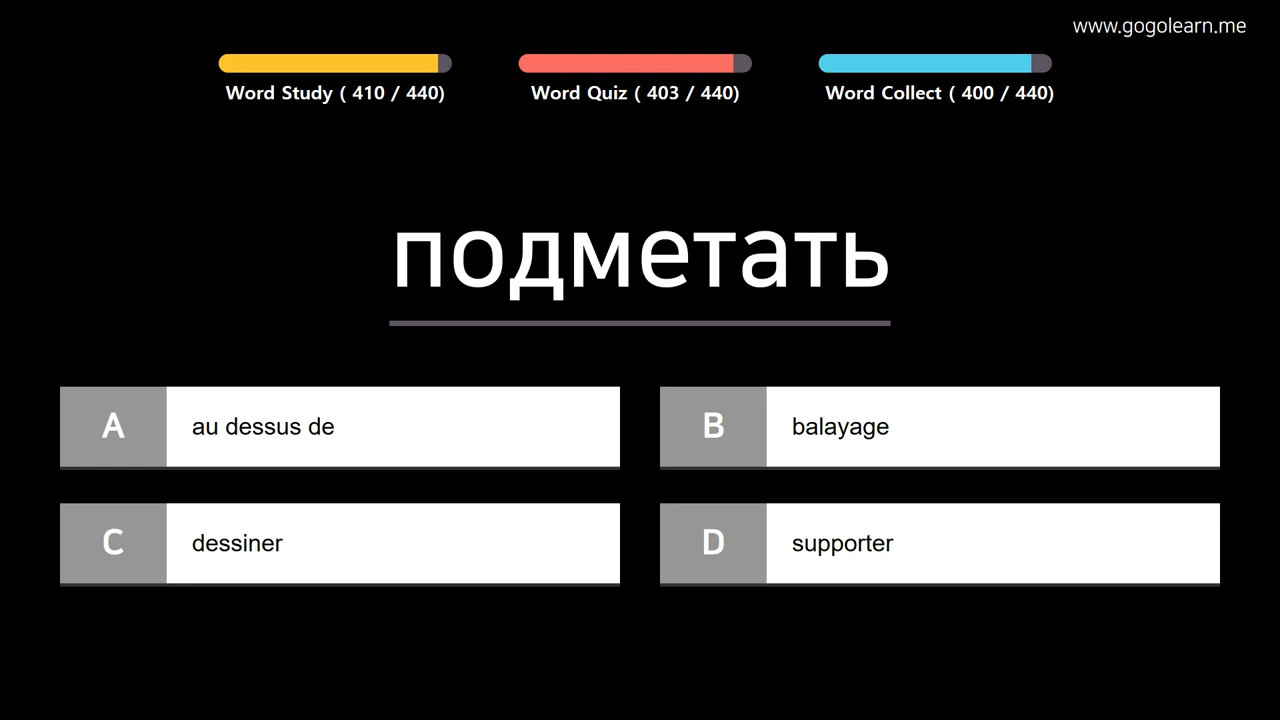 www.gogolearn.me
Word Study ( 410 / 440)
Word Quiz ( 403 / 440)
Word Collect ( 400 / 440)
подметать
A au dessus de
B balayage
C dessiner
D supporter